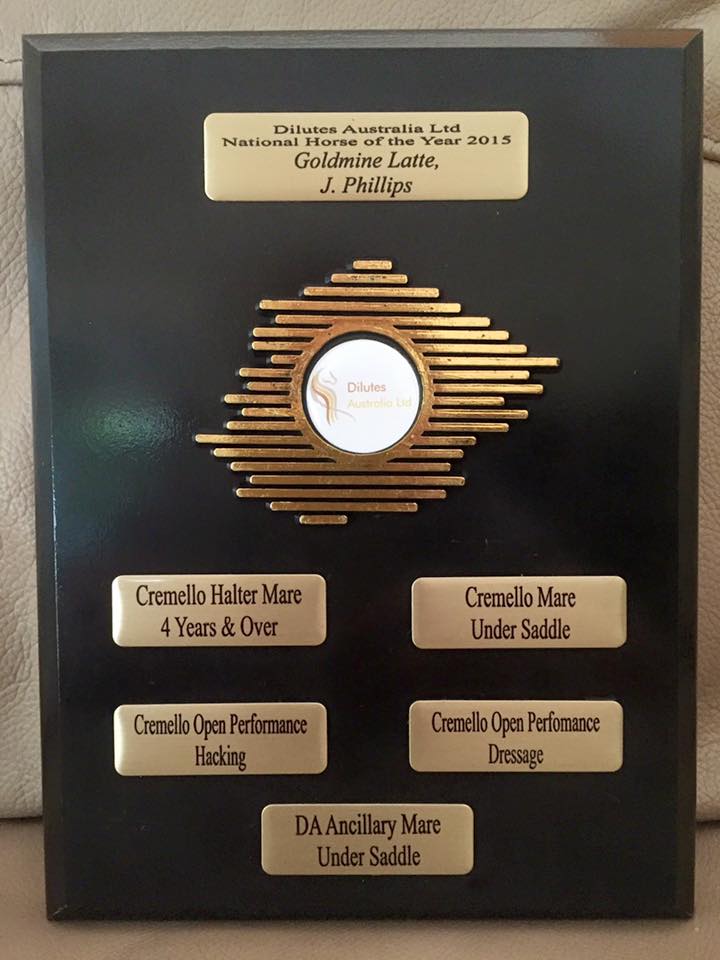 Dilutes Australia Ltd
National Horse of the Year 2015
Goldmine Latte,
J. Phillips
Dilutes
Australia Ltd
Cremello Halter Mare
4 Years & Over
Cremello Mare
Under Saddle
Cremello Open Performance
Hacking
Cremello Open Perfomance
Dressage
DA Ancillary Mare
Under Saddle